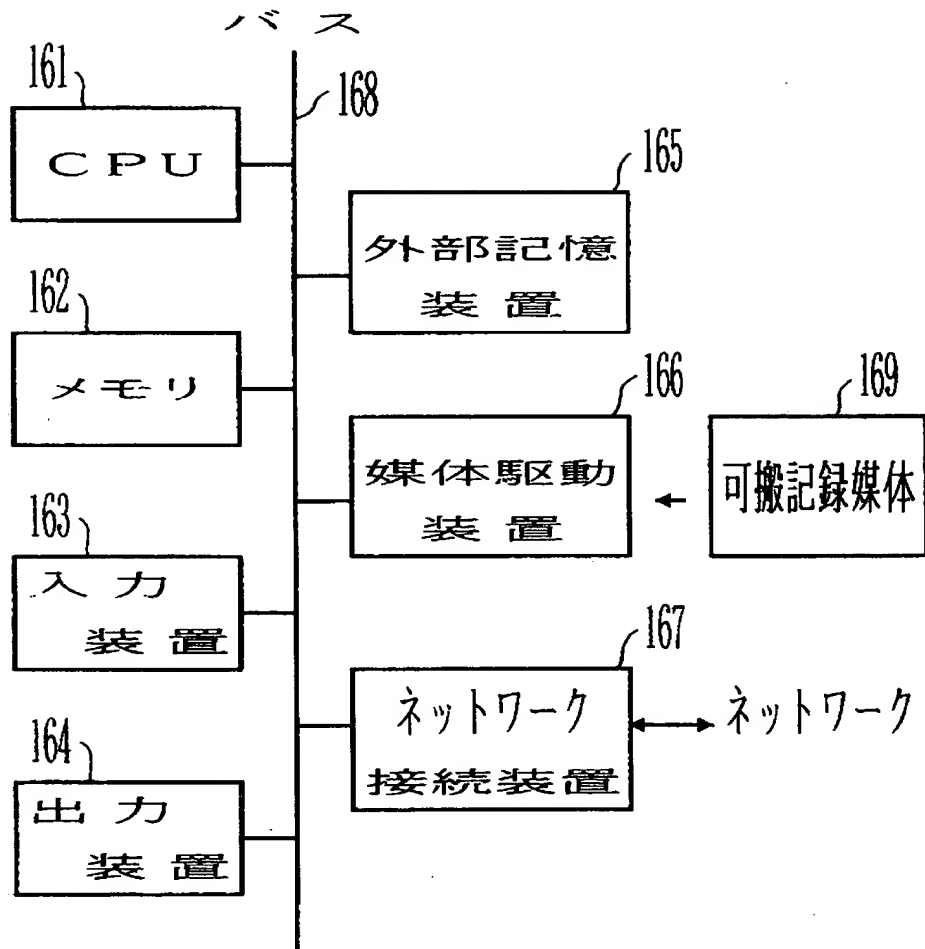 バス
161
168
CPU
165
外部記憶
装置
162
メモリ
166
169
媒体駆動
装置
可搬記録媒体
163
入力
装置
167
ネットワーク
接続装置
ネットワーク
164
出力
装置